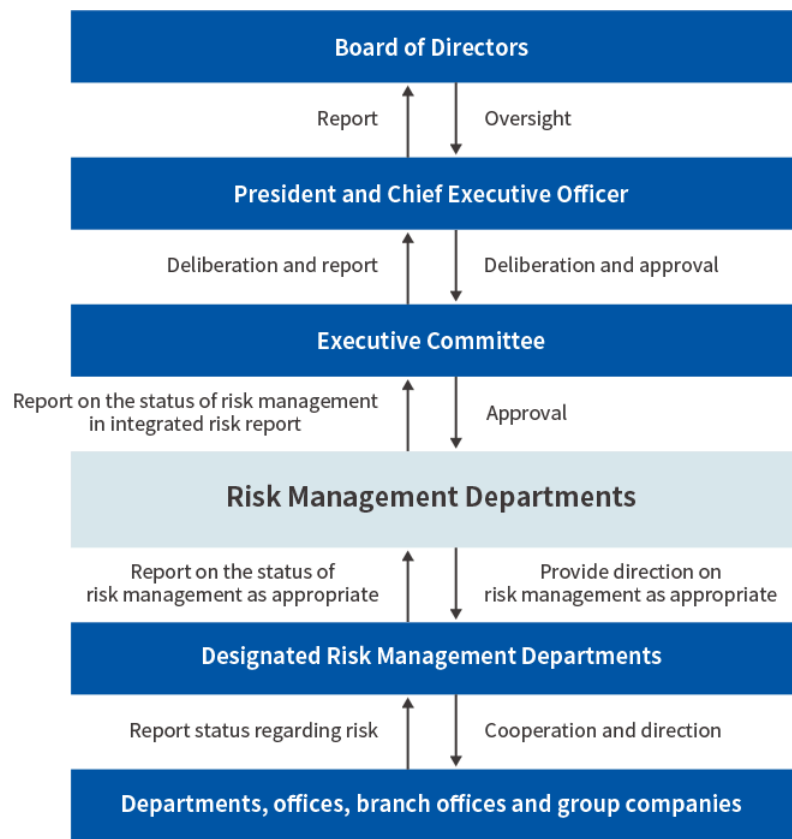 Board of Directors
Report
Oversight
President and Chief Executive Officer
Deliberation and report
Deliberation and approval
Executive Committee
Report on the status of risk management
in integrated risk report
Approval
Risk Management Departments
Report on the status of
risk management as appropriate
Provide direction on
risk management as appropriate
Designated Risk Management Departments
Report status regarding risk
Cooperation and direction
Departments, offices, branch offices and group companies